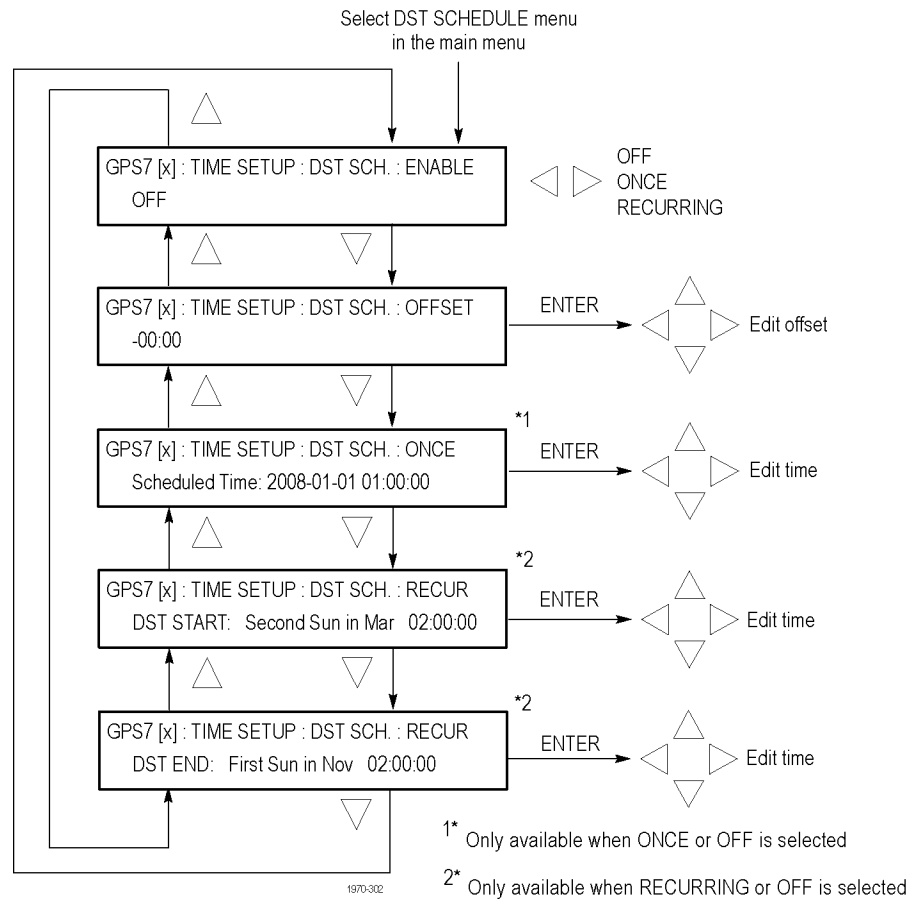 Select DST SCHEDULE menu
in the main menu
GPS7 [x] : TIME SETUP : DST SCH. : ENABLE
OFF
OFF
ONCE
RECURRING
GPS7 [x] : TIME SETUP : DST SCH. : OFFSET
-00:00
ENTER
Edit offset
*1
GPS7 [x] : TIME SETUP : DST SCH. : ONCE
Scheduled Time: 2008-01-01 01:00:00
ENTER
Edit time
*2
GPS7 [x] : TIME SETUP : DST SCH. : RECUR
DST START: Second Sun in Mar 02:00:00
ENTER
Edit time
*2
GPS7 [x] : TIME SETUP : DST SCH. : RECUR
DST END: First Sun in Nov 02:00:00
ENTER
Edit time
1* Only available when ONCE or OFF is selected
2* Only available when RECURRING or OFF is selected
1970-302